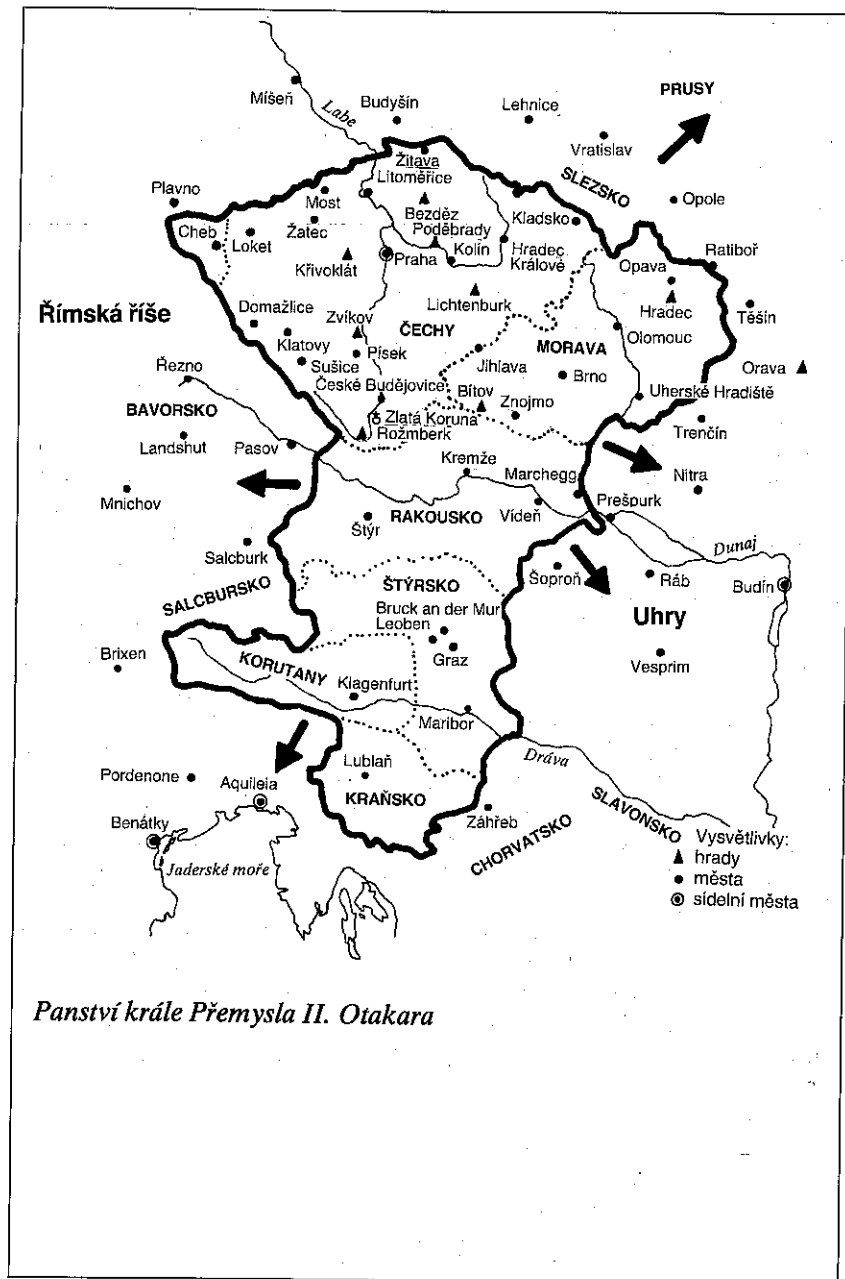 Míšeň
Labe
Budyšín
Lehnice
PRUSY
Vratislav
Žitava
Litoměřice
SLEZSKO
Plavno
Most
Bezděz
Opole
Cheb
Loket
Žatec
Poděbrady
Kladsko
Kolín
Hradec
Králové
Ratiboř
Křivoklát
Praha
Opava
Římská říše
Domažlice
Zvíkov
Lichtenburk
Hradec
Těšín
ČECHY
Klatovy
Olomouc
Řezno
Sušice
Písek
Jihlava
MORAVA
Orava
České Budějovice
Bítov
Brno
Uherské Hradiště
BAVORSKO
Zlatá Koruna
Znojmo
Landshut
Pasov
Rožmberk
Trenčín
Kremže
Marchegg
Nitra
Mnichov
Vídeň
Prešpurk
RAKOUSKO
Štýr
Dunaj
Salcburk
Šoproň
Ráb
Budín
SALCBURSKO
ŠTÝRSKO
Bruck an der Mur
Leoben
Uhry
Brixen
Graz
Vesprim
KORUTANY
Klagenfurt
Maribor
Dráva
Pordenone
Aquileia
Lublaň
KRAŇSKO
SLAVONSKO
Benátky
Záhřeb
CHORVATSKO
Jaderské moře
Vysvětlivky:
hrady
města
sídelní města
Panství krále Přemysla II. Otakara